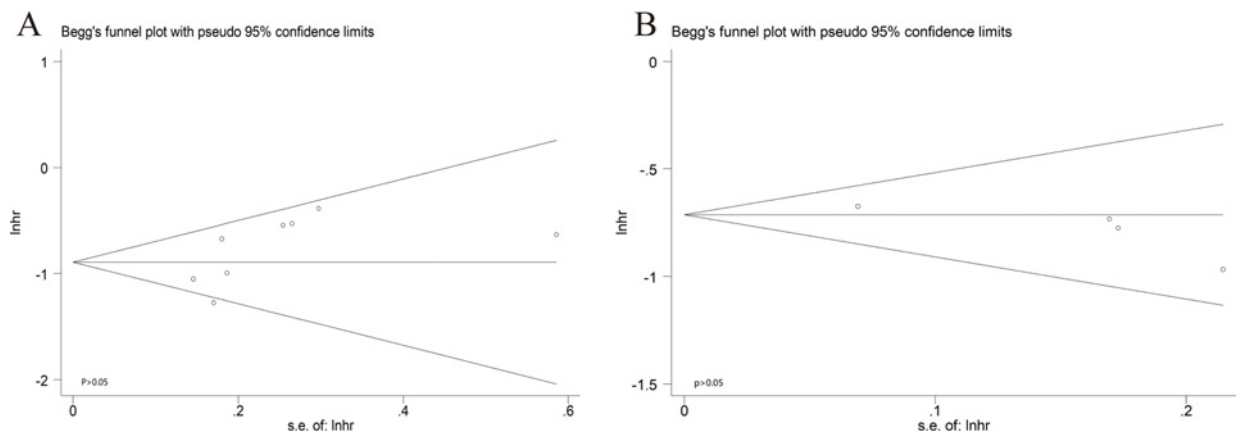 A
Begg's funnel plot with pseudo 95% confidence limits
1
0
-1
-2
lnhr
P>0.05
0
.2
.4
.6
s.e. of: lnhr
B
Begg's funnel plot with pseudo 95% confidence limits
0
-.5
-1
-1.5
lnhr
p>0.05
0
.1
.2
s.e. of: lnhr